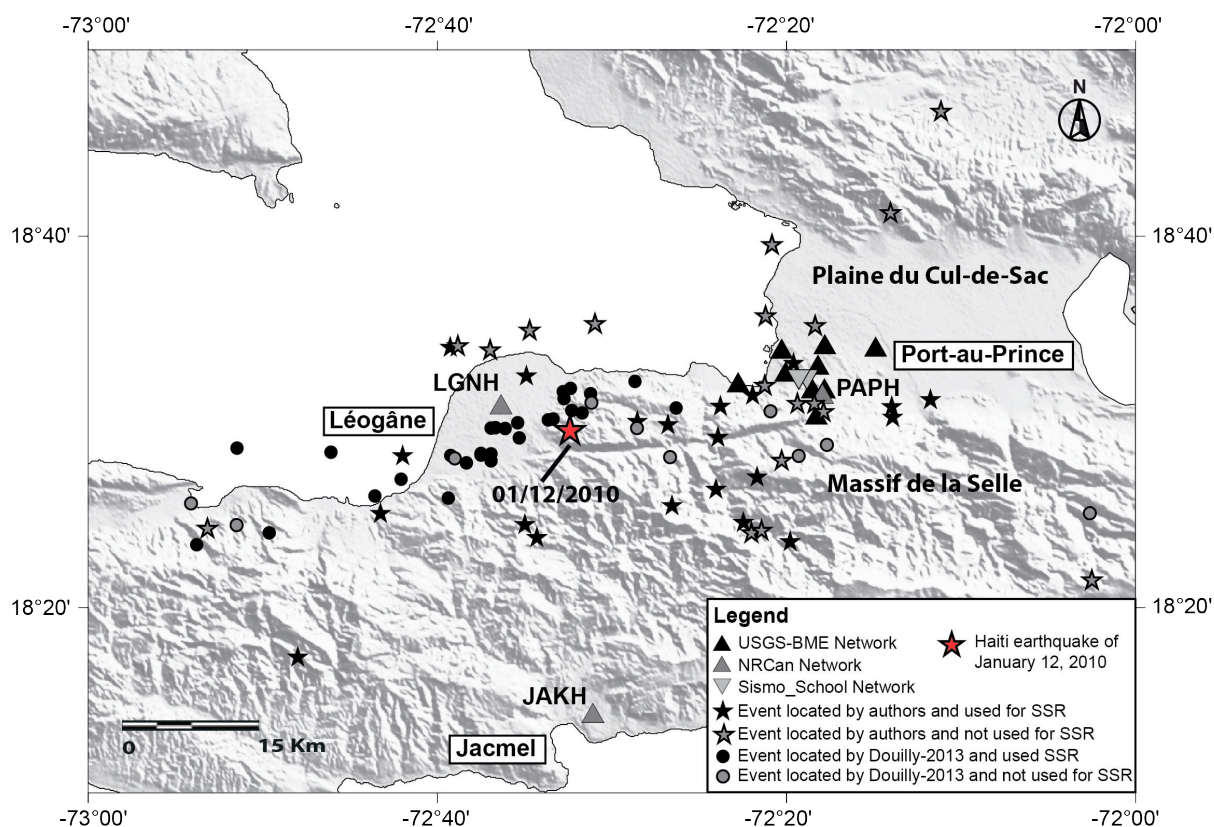 -73°00' -72°40' -72°20' -72°00'
N
18°40' 18°40'
Plaine du Cul-de-Sac
Port-au-Prince
LGNH PAPH
Léogâne
Massif de la Selle
01/12/2010
18°20' 18°20'
Legend
USGS-BME Network
Haiti earthquake of
January 12, 2010
NRCan Network
Sismo_School Network
JAKH
Event located by authors and used for SSR
Event located by authors and not used for SSR
0 15 Km
Jacmel
Event located by Douilly-2013 and used SSR
Event located by Douilly-2013 and not used for SSR
-73°00' -72°40' -72°20' -72°00'